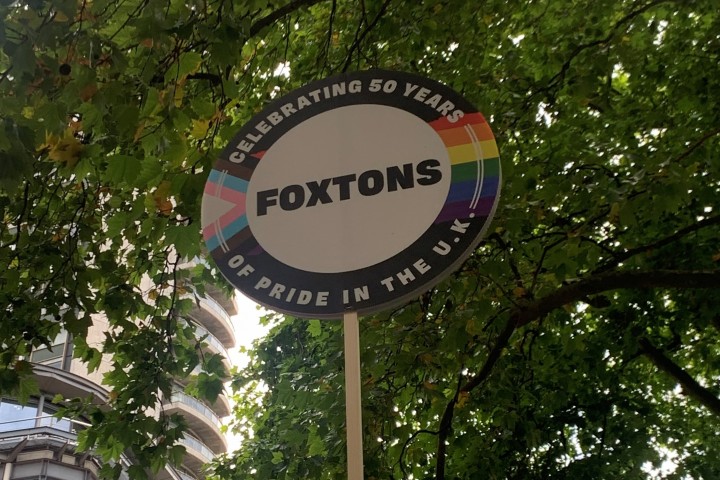 CELEBRATING 50 YEARS
FOXTONS
OF PRIDE IN THE U.K.